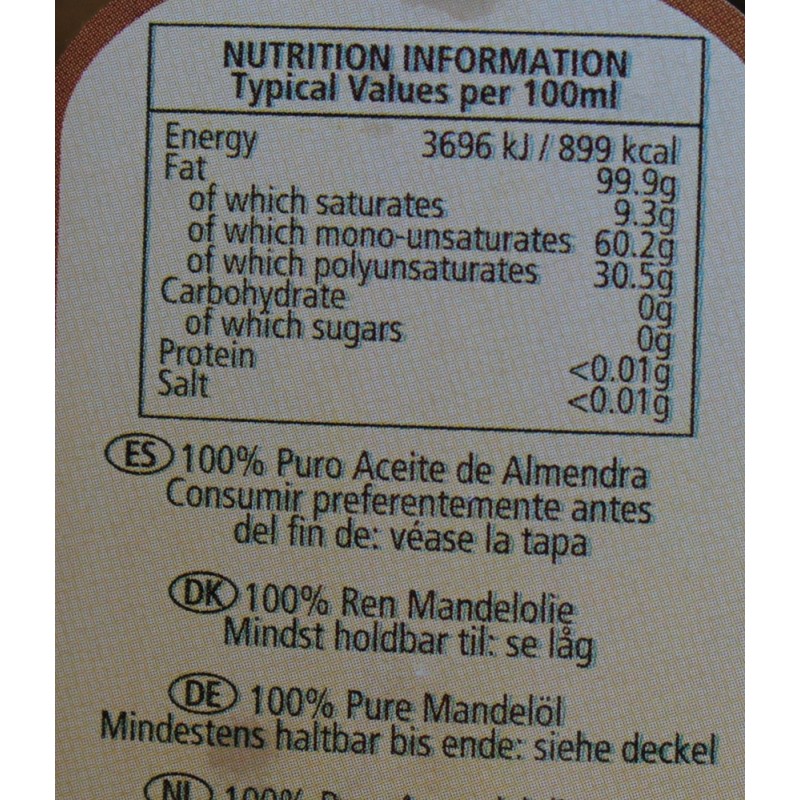 NUTRITION INFORMATION
Typical Values per 100ml
Energy 3696 kJ / 899 kcal
Fat 99.9g
of which saturates 9.3g
of which mono-unsaturates 60.2g
of which polyunsaturates 30.5g
Carbohydrate 0g
of which sugars 0g
Protein <0.01g
Salt <0.01g
ES 100% Puro Aceite de Almendra
Consumir preferentemente antes
del fin de: véase la tapa
DK 100% Ren Mandelolie
Mindst holdbar til: se låg
DE 100% Pure Mandelöl
Mindestens haltbar bis ende: siehe deckel
NL 100%